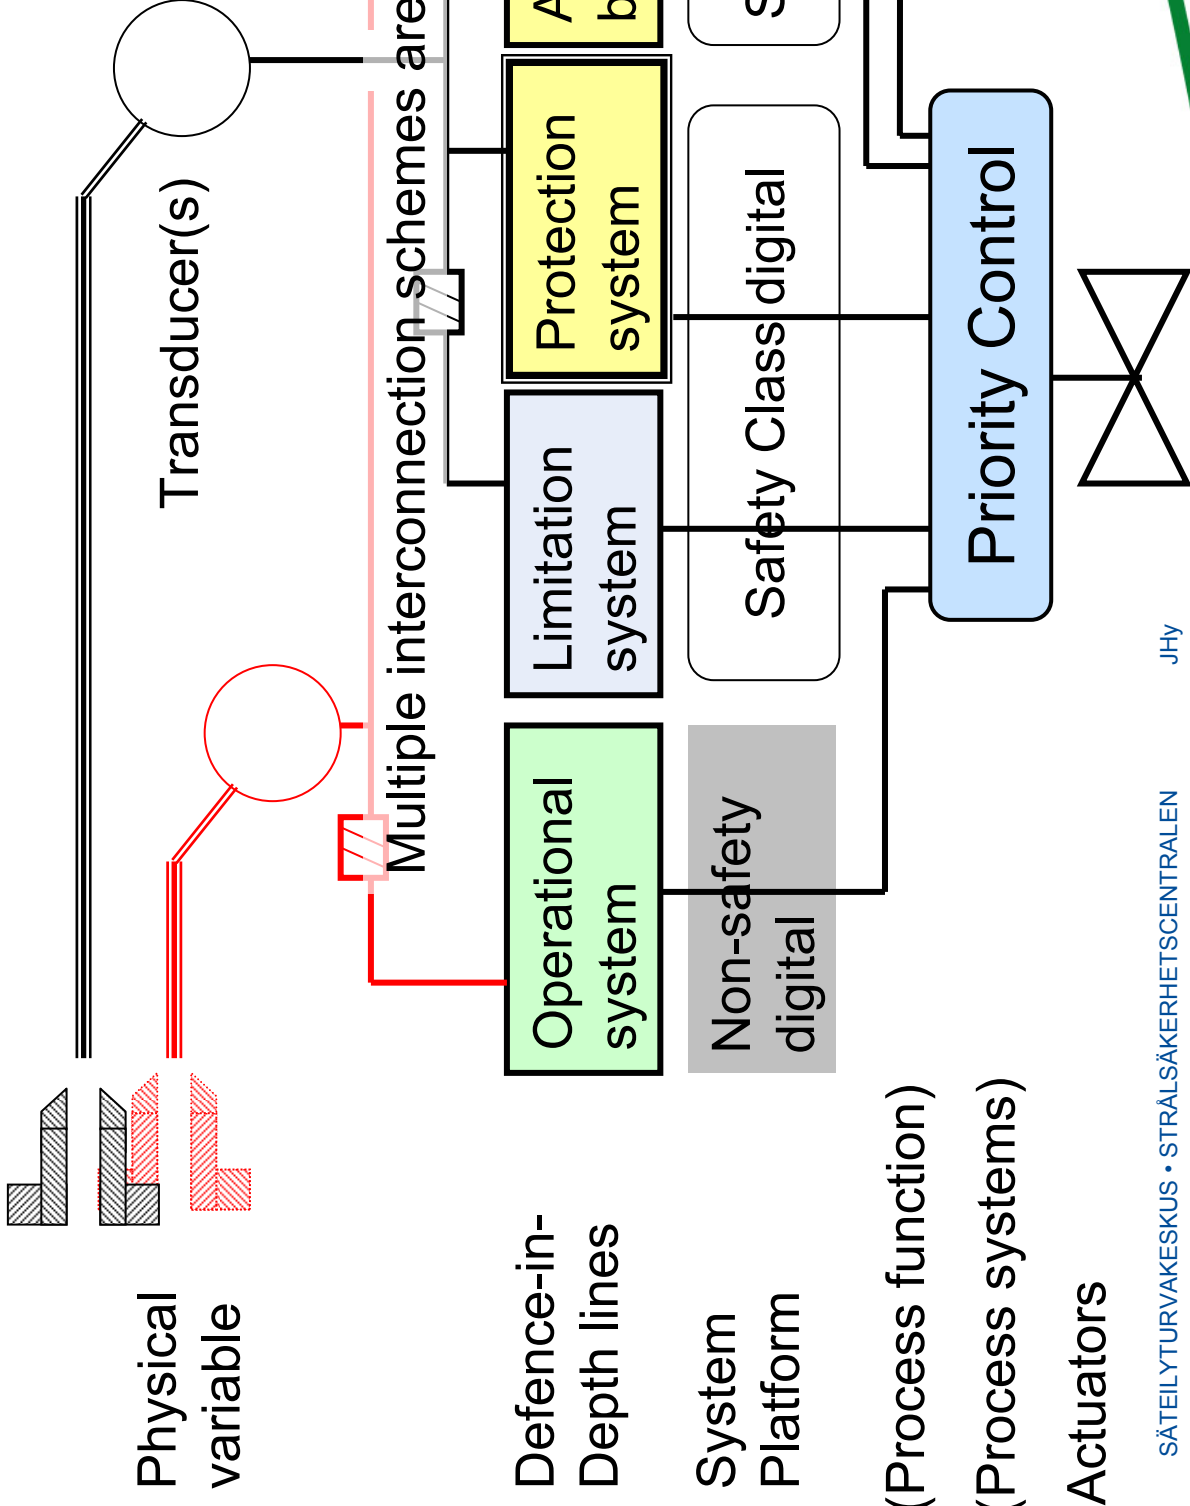 Physical
variable
Transducer(s)
Multiple interconnection schemes are
Defence-in-
Depth lines
Operational
system
Limitation
system
Protection
system
A
b
System
Platform
Non-safety
digital
Safety Class digital
S
(Process function)
(Process systems)
Priority Control
Actuators
SÄTEILYTURVAKESKUS • STRÅLSÄKERHETSCENTRALEN
JHy